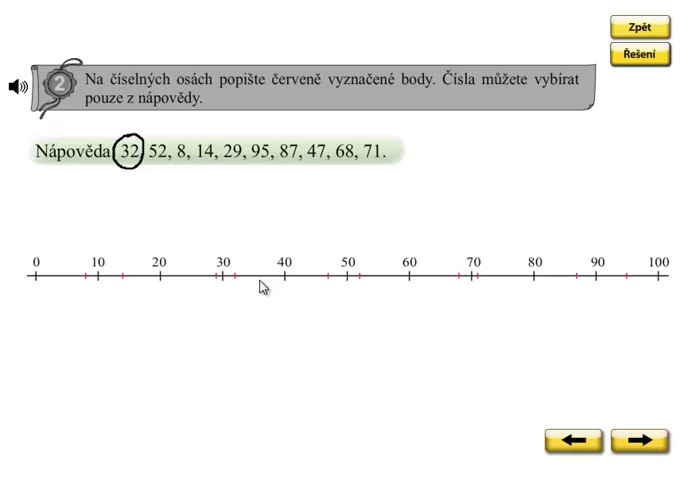 Zpět
Řešení
2
Na číselných osách popište červeně vyznačené body. Čísla můžete vybírat
pouze z nápovědy.
Nápověda 32, 52, 8, 14, 29, 95, 87, 47, 68, 71.
0 10 20 30 40 50 60 70 80 90 100